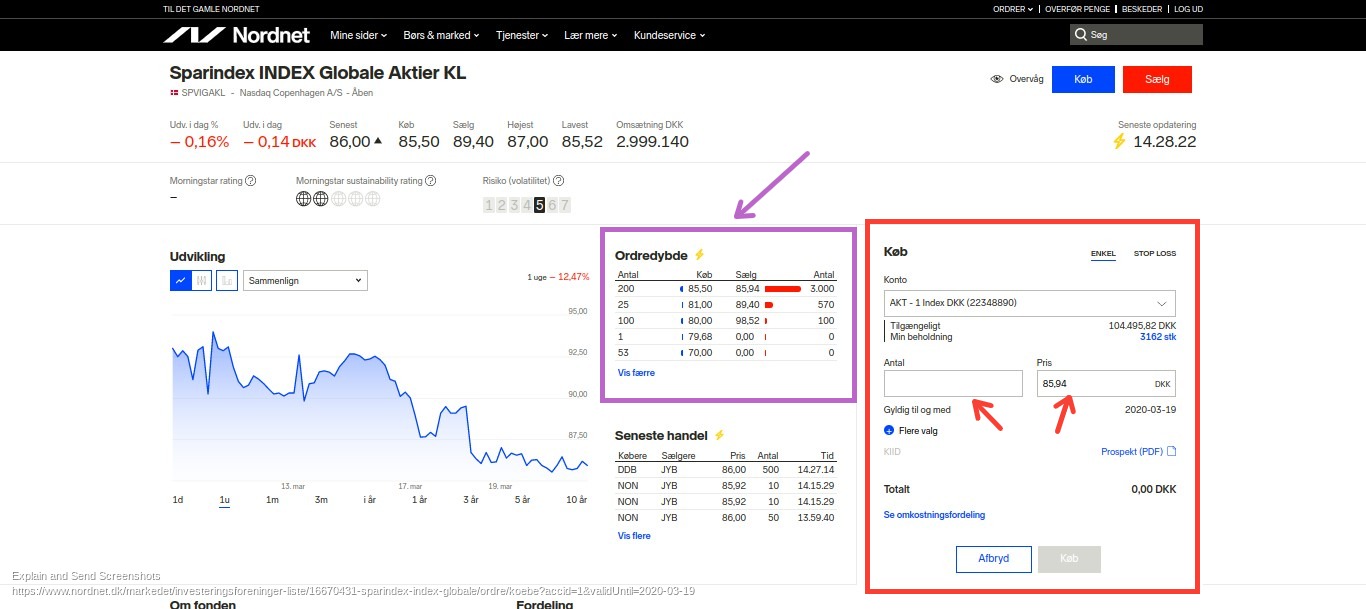 TIL DET GAMLE NORDNET
ORDRER OVERFØR PENGE BESKEDER LOG UD
Nordnet Mine sider Børs & marked Tjenester Lær mere Kundeservice Søg
Sparindex INDEX Globale Aktier KL
SPVIGAKL - Nasdaq Copenhagen A/S - Åben
Overvåg Køb Sælg
Udv. i dag % Udv. i dag Senest Køb Sælg Højest Lavest Omsætning DKK Seneste opdatering
– 0,16% – 0,14 DKK 86,00 85,50 89,40 87,00 85,52 2.999.140 14.28.22
Morningstar rating ? Morningstar sustainability rating ? Risiko (volatilitet) ?
–
1 2 3 4 5 6 7
Udvikling
Sammenlign
1 uge – 12,47%
95,00
92,50
90,00
87,50
13. mar 17. mar 19. mar
1d 1u 1m 3m i år 1 år 3 år 5 år 10 år
Ordredybde
Antal Køb Sælg Antal
200 85,50 85,94 3.000
25 81,00 89,40 570
100 80,00 98,52 100
1 79,68 0,00 0
53 70,00 0,00 0
Vis færre
Seneste handel
Købere Sælgere Pris Antal Tid
DDB JYB 86,00 500 14.27.14
NON JYB 85,92 10 14.15.29
NON JYB 85,92 10 14.15.29
NON JYB 86,00 50 13.59.40
Vis flere
Køb
ENKEL STOP LOSS
Konto
AKT - 1 Index DKK (22348890)
Tilgængeligt 104.495,82 DKK
Min beholdning 3162 stk
Antal Pris
85,94 DKK
Gyldig til og med 2020-03-19
Flere valg
KIID Prospekt (PDF)
Totalt 0,00 DKK
Se omkostningsfordeling
Afbryd Køb
Explain and Send Screenshots
https://www.nordnet.dk/markedet/investeringsforeninger-liste/16670431-sparindex-index-globale/ordre/koebe?accid=1&validUntil=2020-03-19
Om fonden Fordeling